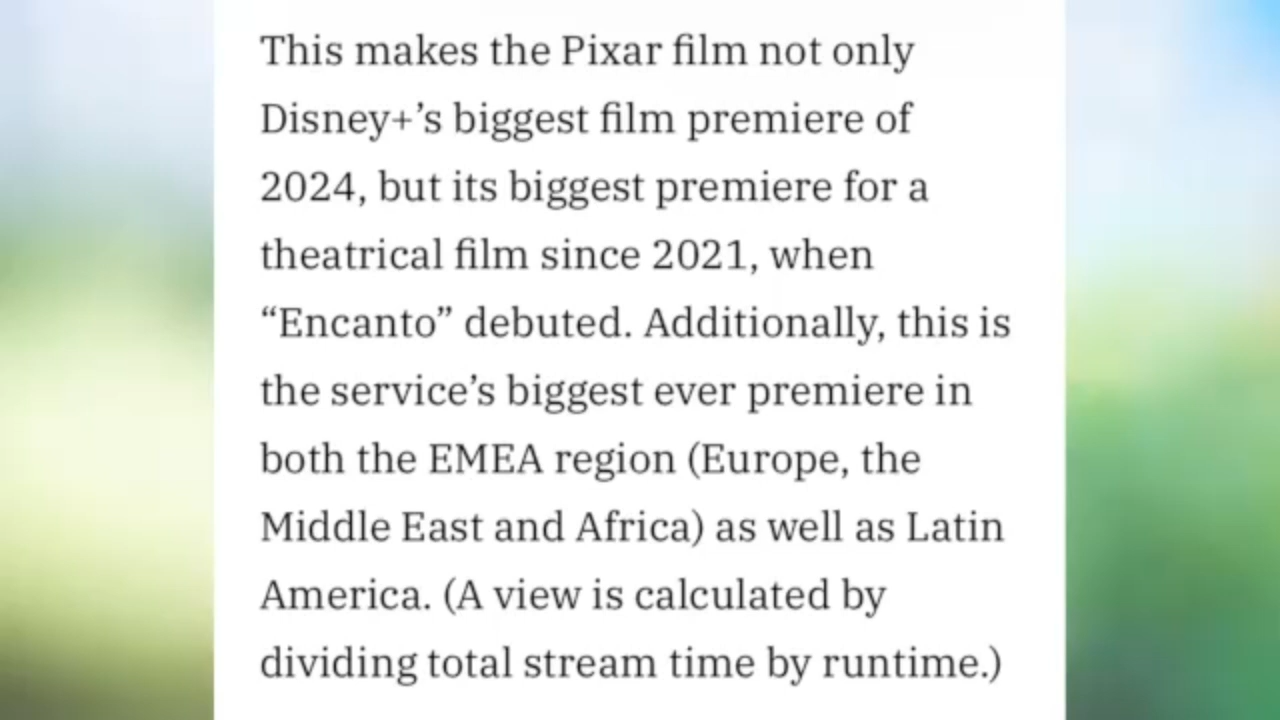 This makes the Pixar film not only
Disney+’s biggest film premiere of
2024, but its biggest premiere for a
theatrical film since 2021, when
“Encanto” debuted. Additionally, this is
the service’s biggest ever premiere in
both the EMEA region (Europe, the
Middle East and Africa) as well as Latin
America. (A view is calculated by
dividing total stream time by runtime.)